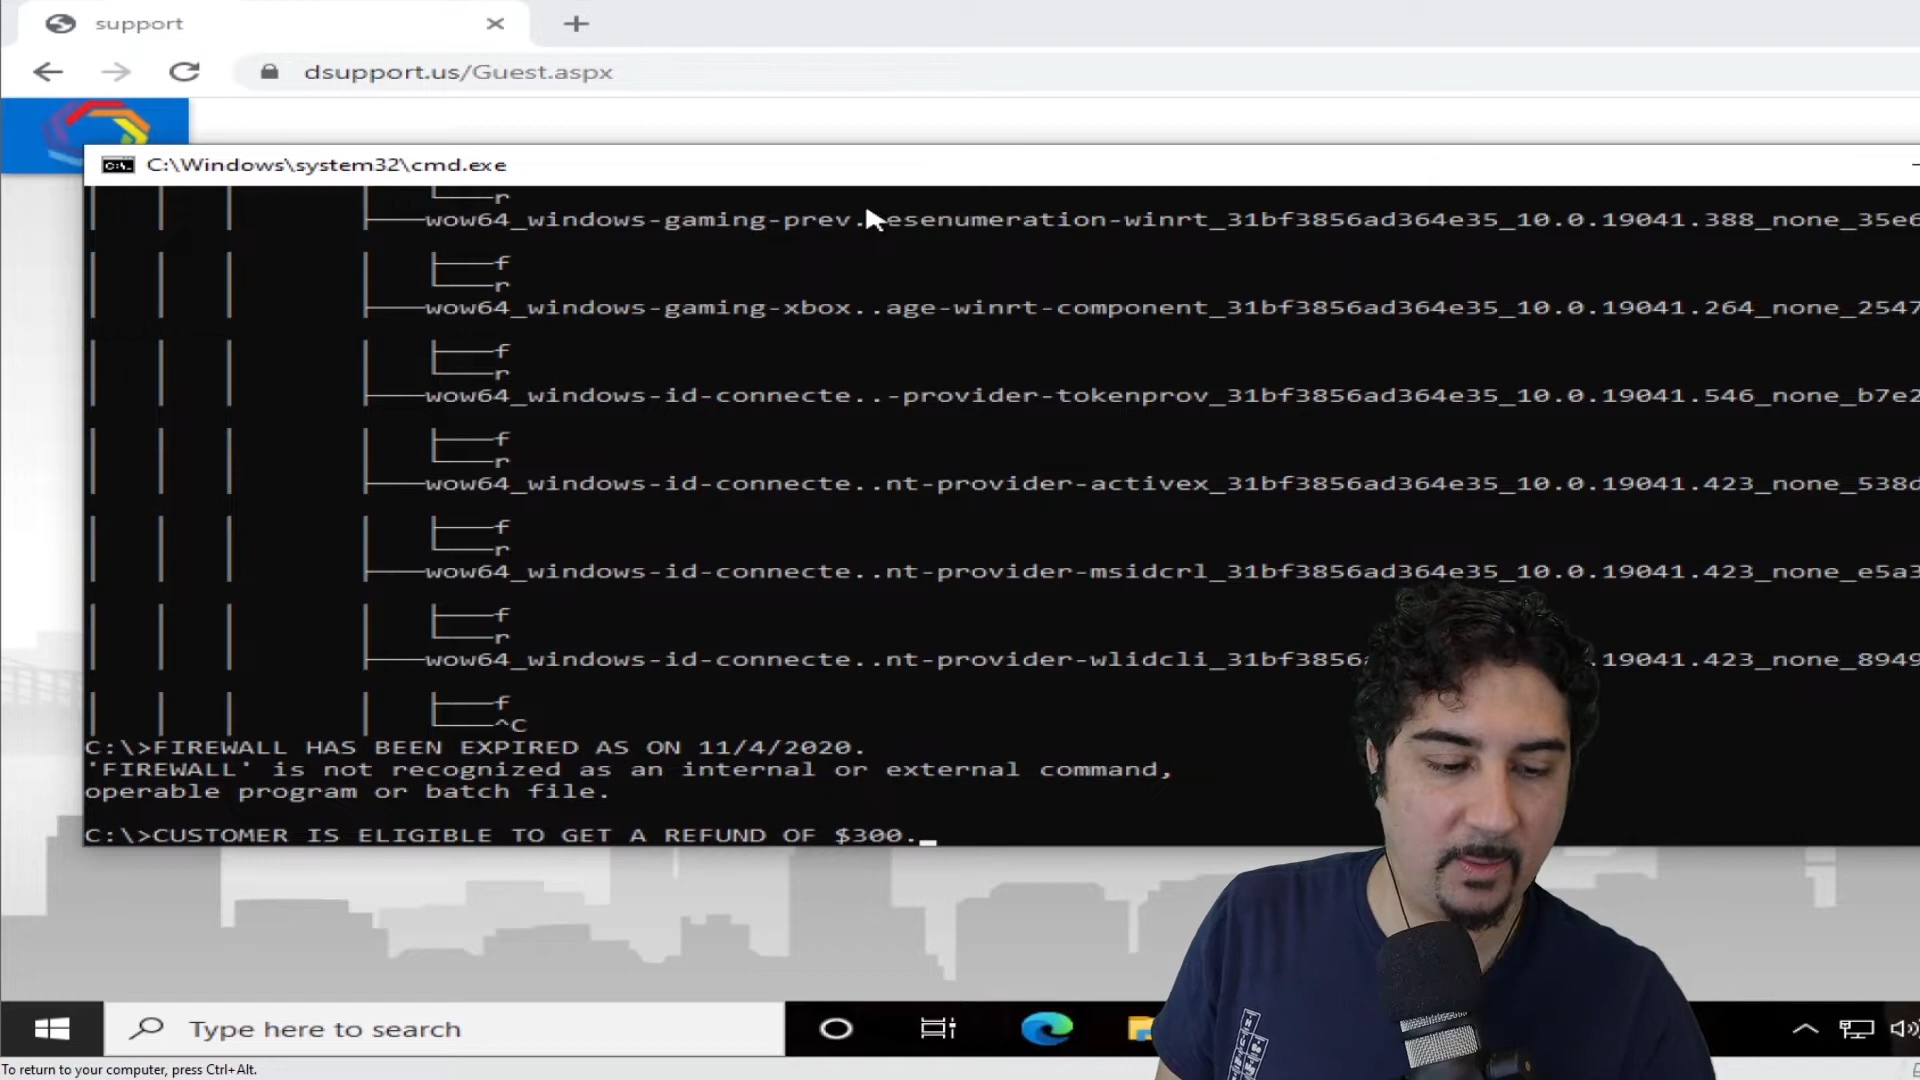 support
dsupport.us/Guest.aspx
C:\Windows\system32\cmd.exe
r
wow64_windows-gaming-prev..esenumeration-winrt_31bf3856ad364e35_10.0.19041.388_none_35e6
f
r
wow64_windows-gaming-xbox..age-winrt-component_31bf3856ad364e35_10.0.19041.264_none_2547
f
r
wow64_windows-id-connecte..-provider-tokenprov_31bf3856ad364e35_10.0.19041.546_none_b7e2
f
r
wow64_windows-id-connecte..nt-provider-activex_31bf3856ad364e35_10.0.19041.423_none_538d
f
r
wow64_windows-id-connecte..nt-provider-msidcrl_31bf3856ad364e35_10.0.19041.423_none_e5a3
f
r
wow64_windows-id-connecte..nt-provider-wlidcli_31bf3856 .19041.423_none_8949
f
^C
C:\>FIREWALL HAS BEEN EXPIRED AS ON 11/4/2020.
'FIREWALL' is not recognized as an internal or external command,
operable program or batch file.
C:\>CUSTOMER IS ELIGIBLE TO GET A REFUND OF $300._
Type here to search
To return to your computer, press Ctrl+Alt.